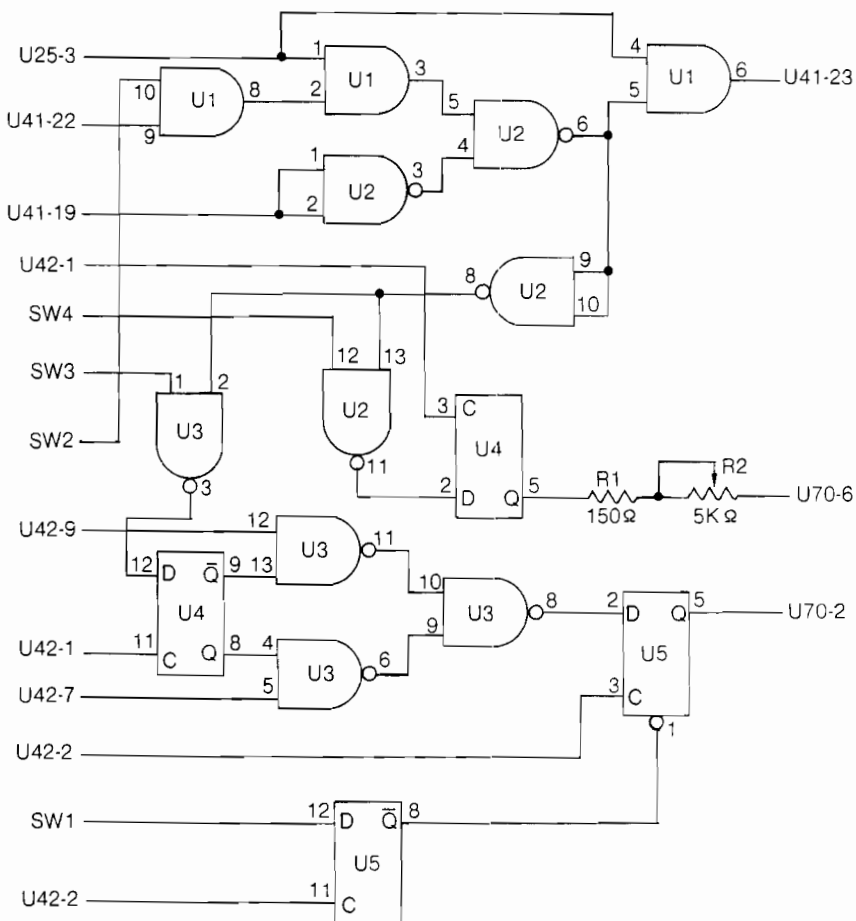 U25-3
1
U1
3
2
4
U1
6
5
U41-23
10
U1
8
9
U41-22
5
U2
6
4
1
U2
3
2
U41-19
U42-1
8
U2
9
10
SW4
12
13
SW3
1
2
U2
11
U3
3
SW2
3
C
U4
2
D
Q
5
R1
150Ω
R2
5K Ω
U70-6
U42-9
12
U3
11
13
12
D
Q̅
9
U4
11
C
Q
8
10
U3
8
9
2
D
Q
5
U70-2
U5
3
C
1
U42-1
4
U3
6
5
U42-7
U42-2
SW1
12
D
Q̅
8
U5
U42-2
11
C